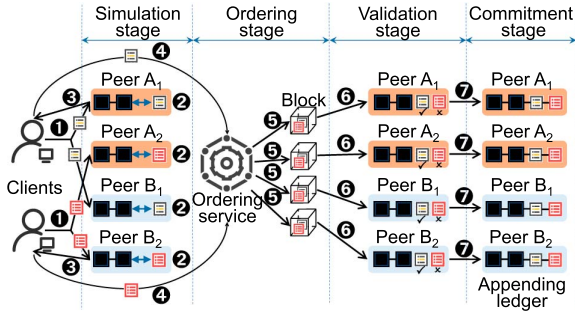 Simulation stage
Ordering stage
Validation stage
Commitment stage
4
Peer A1
3
2
1
Peer A2
2
Clients
Peer B1
2
1
Peer B2
3
2
4
Ordering service
Block
5
5
5
5
6
6
6
6
Peer A1
Peer A2
Peer B1
Peer B2
7
7
7
7
Peer A1
Peer A2
Peer B1
Peer B2
Appending ledger